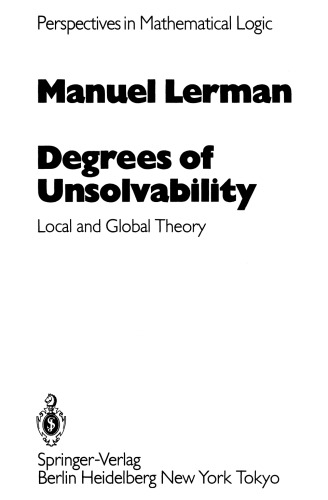 Perspectives in Mathematical Logic
Manuel Lerman
Degrees of
Unsolvability
Local and Global Theory
Springer-Verlag
Berlin Heidelberg New York Tokyo